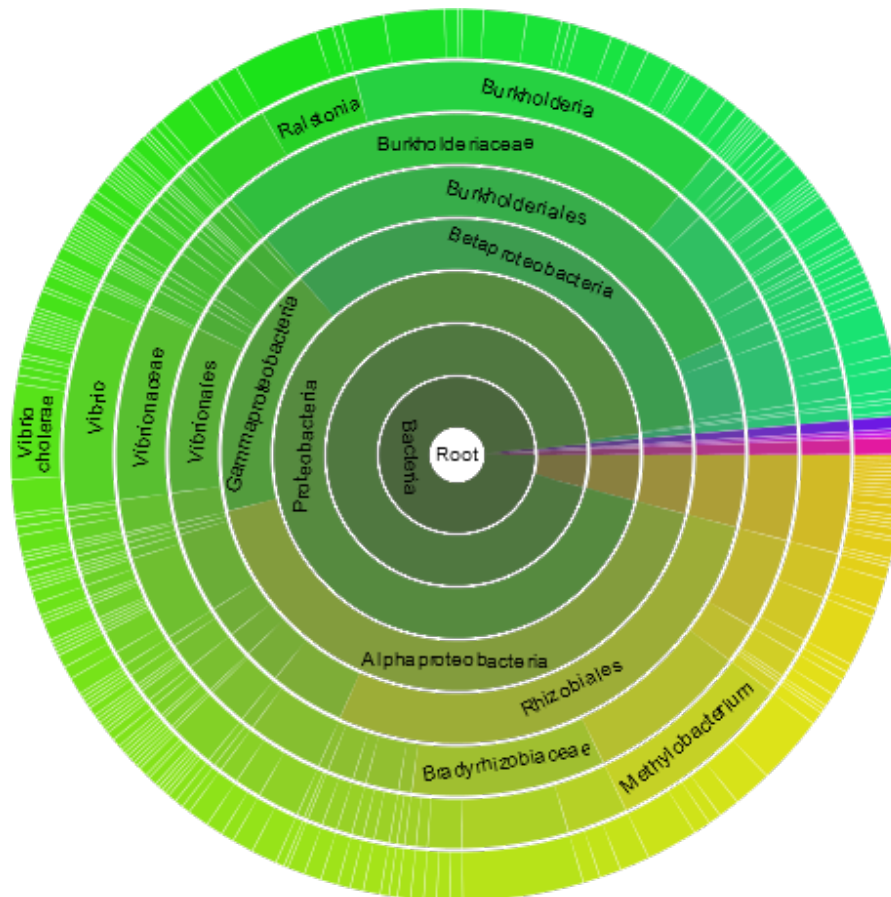 Burkholderia
Ralstonia
Burkholderiaceae
Burkholderiales
Betaproteobacteria
Gammaproteobacteria
Vibrionales
Vibrionaceae
Vibrio
Vibrio
cholerae
Proteobacteria
Bacteria
Root
Alphaproteobacteria
Rhizobiales
Bradyrhizobiaceae
Methylobacterium